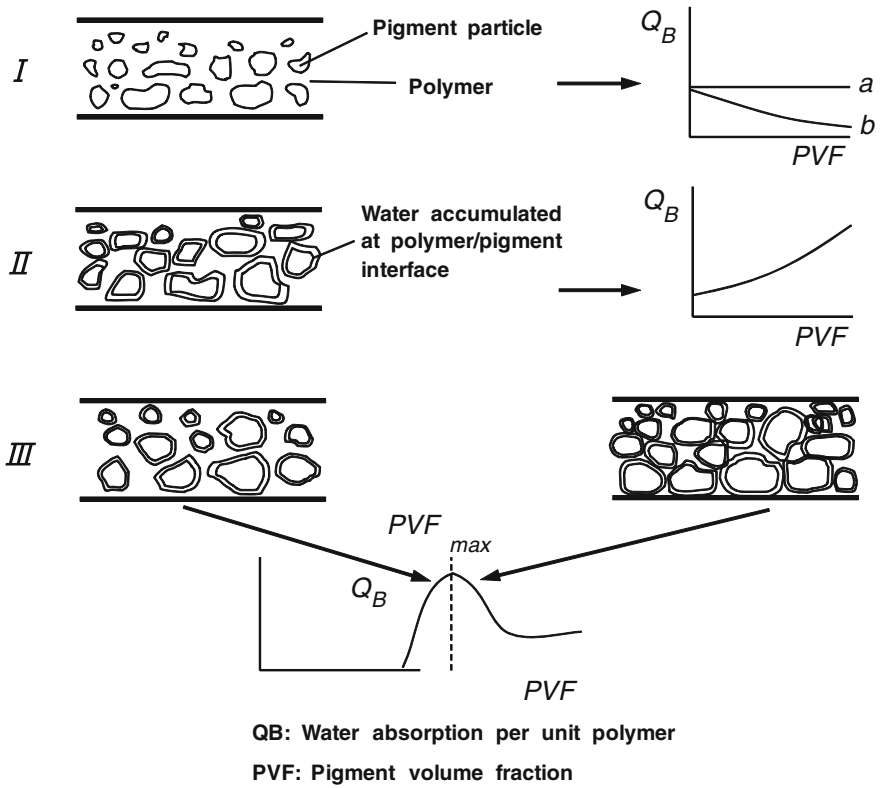 I
Pigment particle
Polymer
Q_B
a
b
PVF
II
Water accumulated
at polymer/pigment
interface
Q_B
PVF
III
PVF
max
Q_B
PVF
QB: Water absorption per unit polymer
PVF: Pigment volume fraction